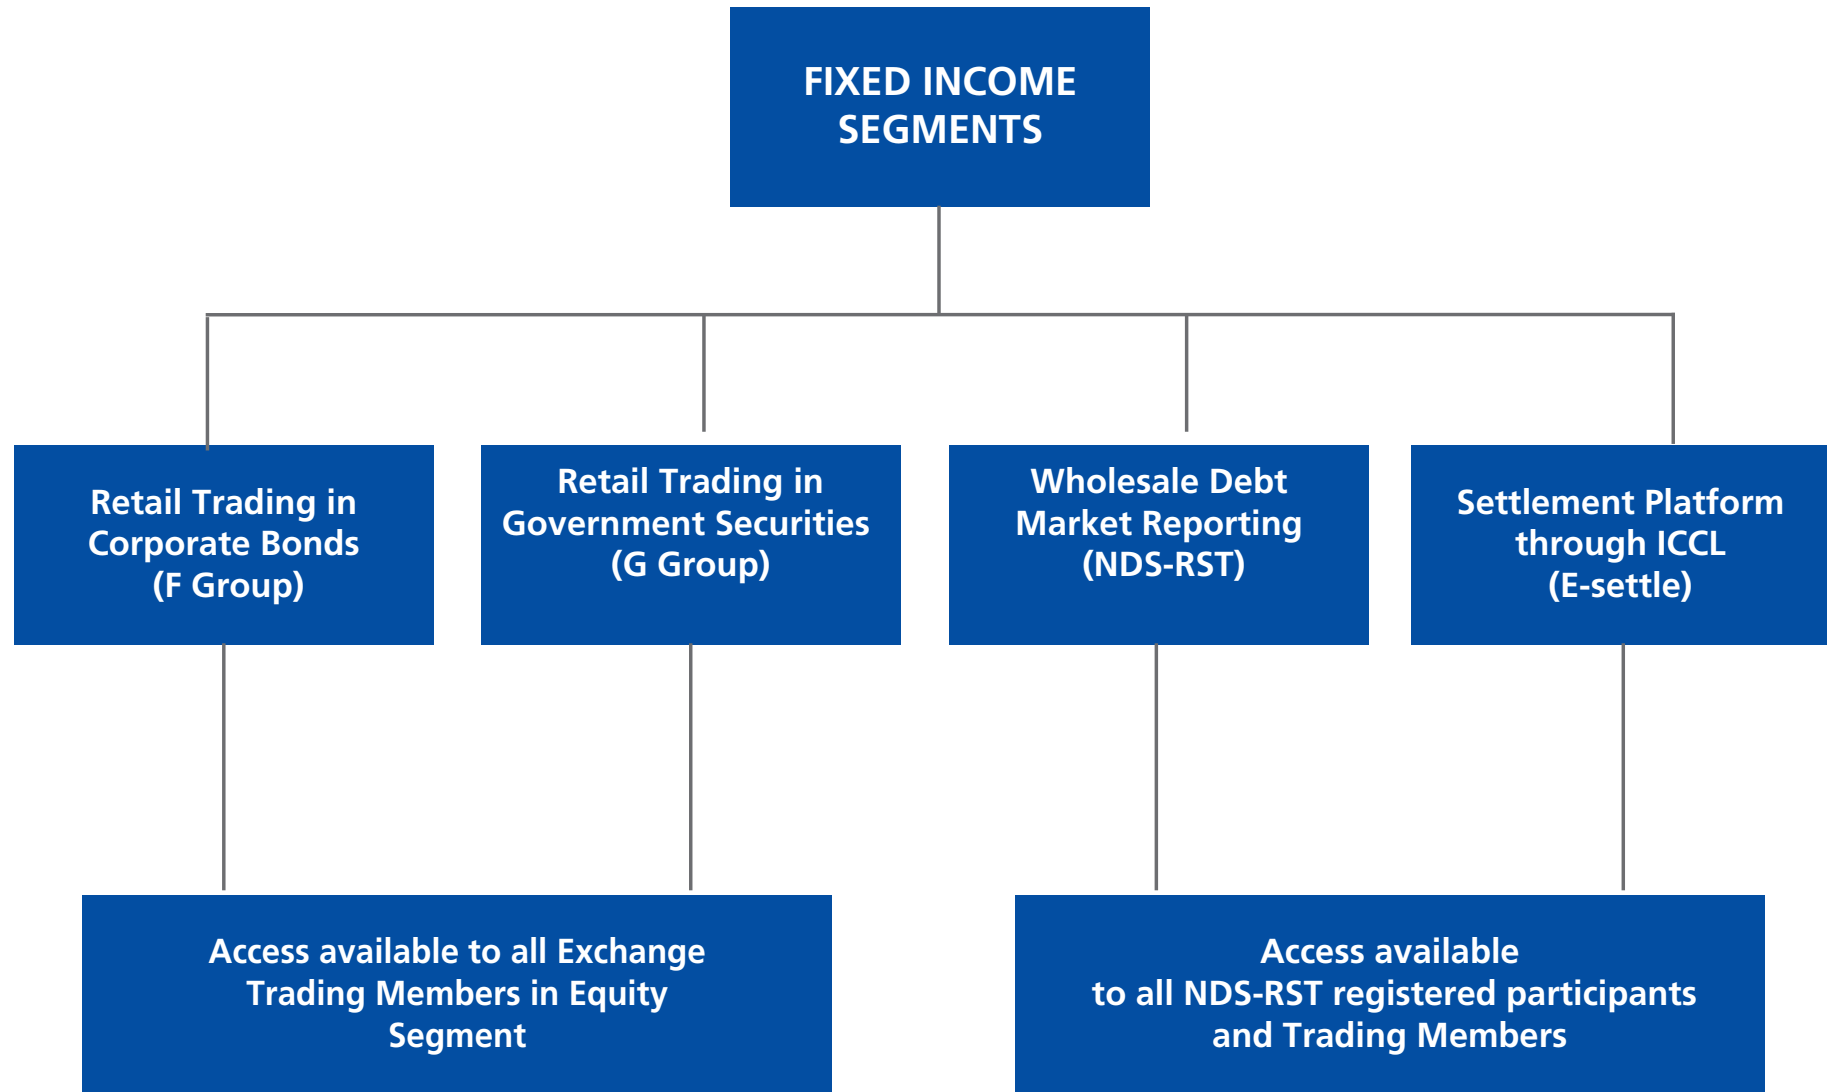 FIXED INCOME
SEGMENTS
Retail Trading in
Corporate Bonds
(F Group)
Retail Trading in
Government Securities
(G Group)
Wholesale Debt
Market Reporting
(NDS-RST)
Settlement Platform
through ICCL
(E-settle)
Access available to all Exchange
Trading Members in Equity
Segment
Access available
to all NDS-RST registered participants
and Trading Members